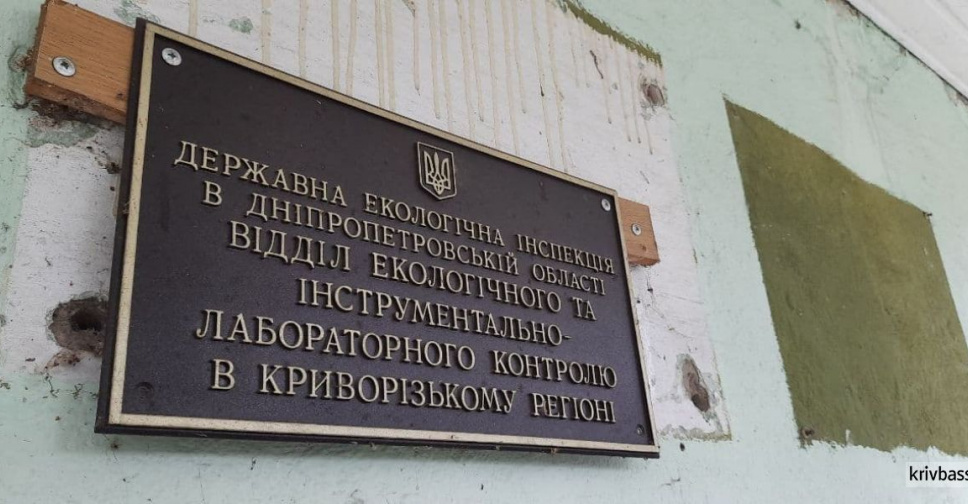 ДЕРЖАВНА ЕКОЛОГІЧНА ІНСПЕКЦІЯ
В ДНІПРОПЕТРОВСЬКІЙ ОБЛАСТІ
ВІДДІЛ ЕКОЛОГІЧНОГО ТА
ІНСТРУМЕНТАЛЬНО-
ЛАБОРАТОРНОГО КОНТРОЛЮ
В КРИВОРІЗЬКОМУ РЕГІОНІ
krivbass